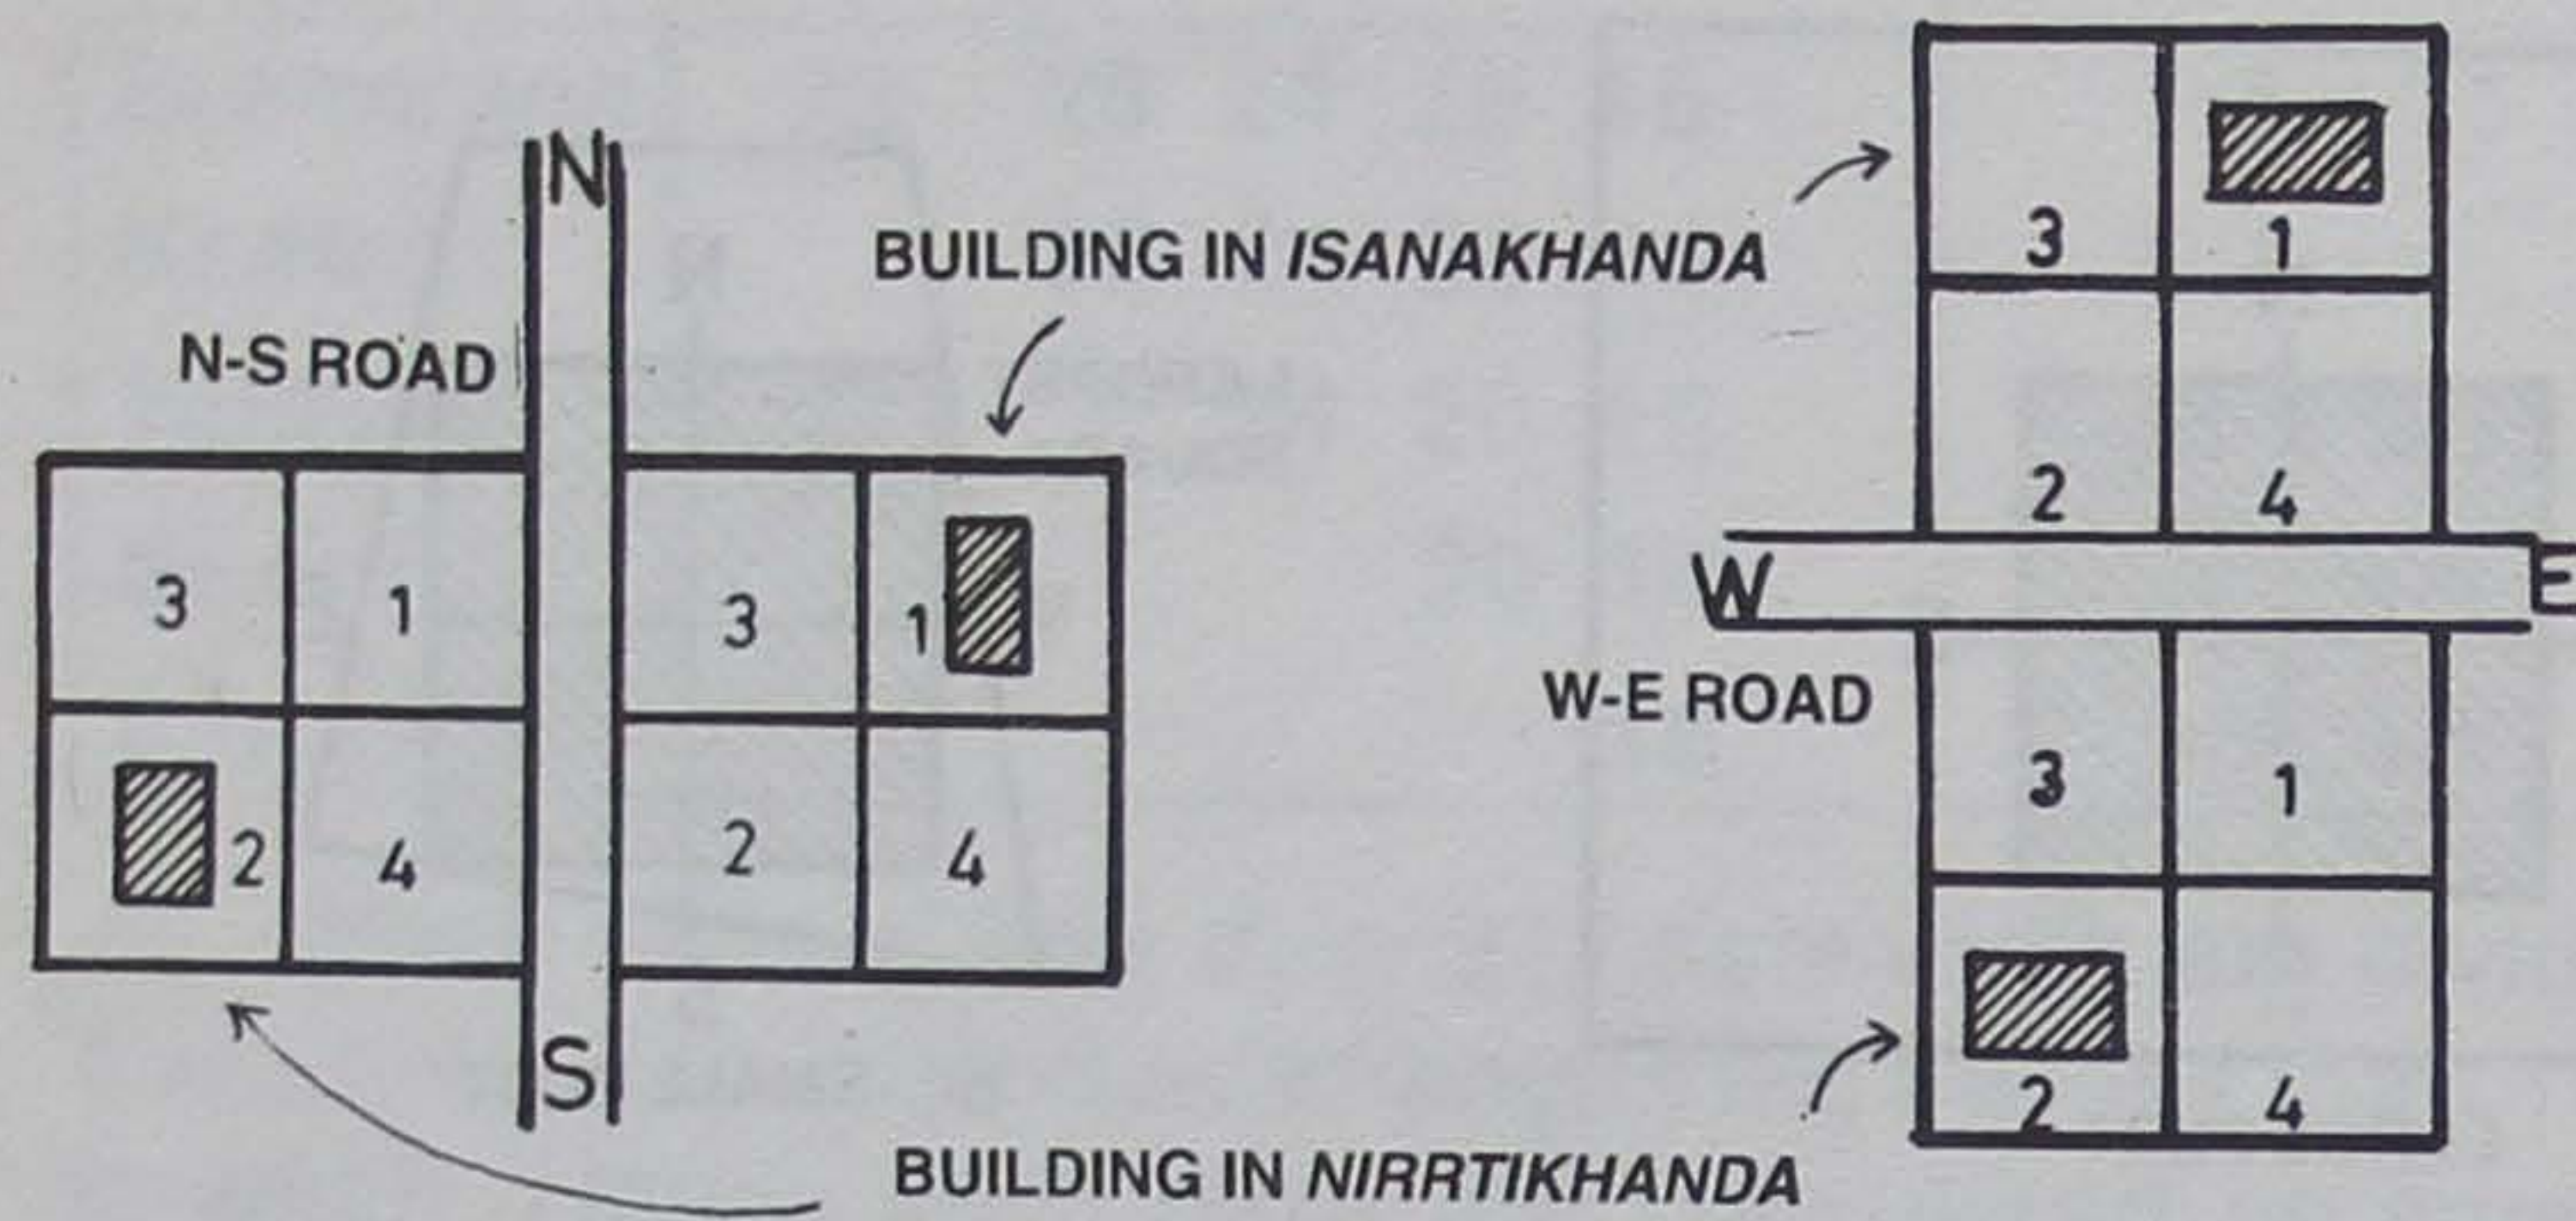 N
BUILDING IN ISANAKHANDA
N-S ROAD
3 1 3 1
2 4 2 4
S
3 1
2 4
W E
W-E ROAD
3 1
2 4
BUILDING IN NIRRTIKHANDA